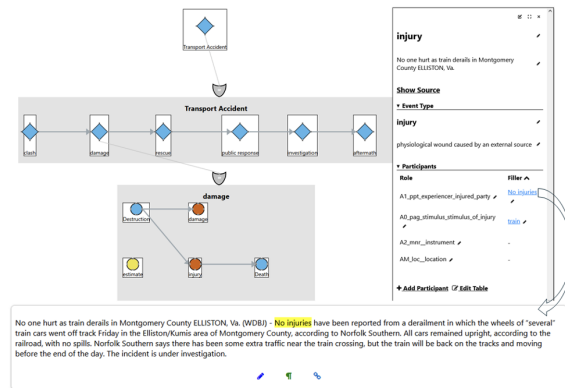 Transport Accident
Transport Accident
clash
damage
rescue
public response
investigation
aftermath
damage
Destruction
damage
estimate
injury
Death
injury
No one hurt as train derails in Montgomery
County ELLISTON, Va.
Show Source
▾ Event Type
injury
physiological wound caused by an external source
▾ Participants
Role Filler
A1_ppt_experiencer_injured_party No injuries
A0_pag_stimulus_stimulus_of_injury train
A2_mnr__instrument -
AM_loc__location -
+ Add Participant Edit Table
No one hurt as train derails in Montgomery County ELLISTON, Va. (WDBJ) - No injuries have been reported from a derailment in which the wheels of "several"
train cars went off track Friday in the Elliston/Kumis area of Montgomery County, according to Norfolk Southern. All cars remained upright, according to the
railroad, with no spills. Norfolk Southern says there has been some extra traffic near the train crossing, but the train will be back on the tracks and moving
before the end of the day. The incident is under investigation.